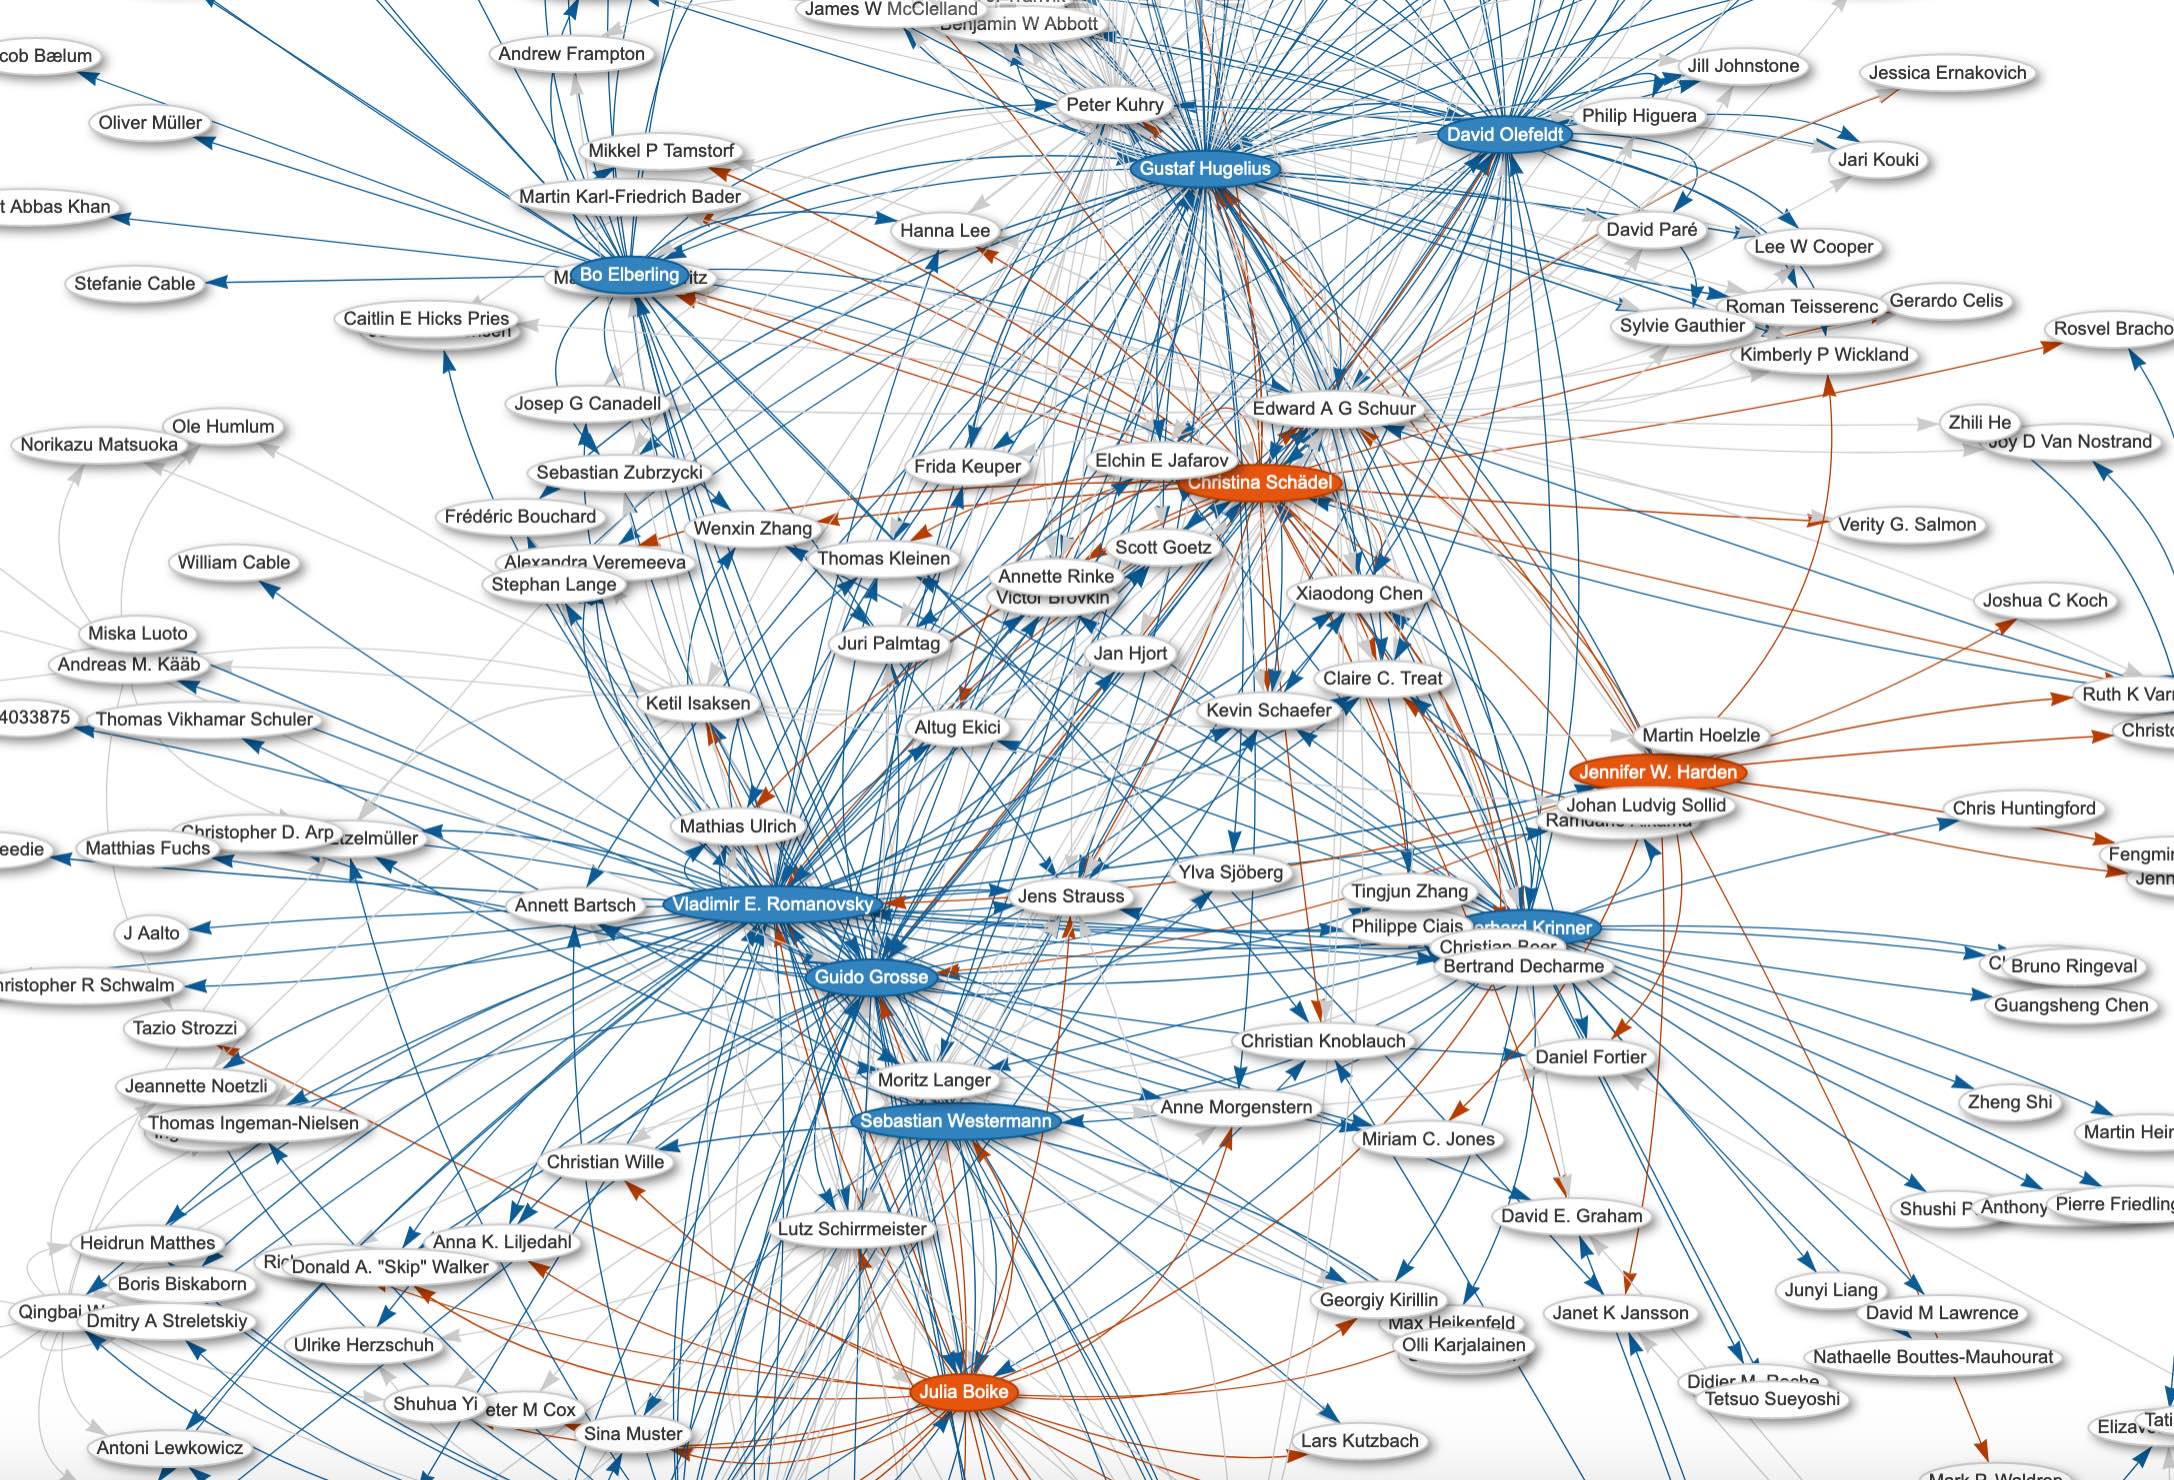 James W McClelland
Benjamin W Abbott
Andrew Frampton
cob Bælum
Jill Johnstone
Jessica Ernakovich
Peter Kuhry
Philip Higuera
Oliver Müller
David Olefeldt
Mikkel P Tamstorf
Jari Kouki
Gustaf Hugelius
Martin Karl-Friedrich Bader
t Abbas Khan
Hanna Lee
David Paré
Lee W Cooper
Bo Elberling
Stefanie Cable
Gerardo Celis
Roman Teisserenc
Caitlin E Hicks Pries
Sylvie Gauthier
Rosvel Bracho
Kimberly P Wickland
Josep G Canadell
Edward A G Schuur
Zhili He
Ole Humlum
Joy D Van Nostrand
Norikazu Matsuoka
Elchin E Jafarov
Frida Keuper
Sebastian Zubrzycki
Christina Schädel
Frédéric Bouchard
Verity G. Salmon
Wenxin Zhang
Scott Goetz
Thomas Kleinen
William Cable
Alexandra Veremeeva
Annette Rinke
Stephan Lange
Xiaodong Chen
Victor Brovkin
Joshua C Koch
Miska Luoto
Juri Palmtag
Jan Hjort
Andreas M. Kääb
Claire C. Treat
Ruth K Varn
Ketil Isaksen
Kevin Schaefer
4033875
Thomas Vikhamar Schuler
Altug Ekici
Christo
Martin Hoelzle
Jennifer W. Harden
Johan Ludvig Sollid
Chris Huntingford
Ramdane Alkama
Mathias Ulrich
Christopher D. Arp
tzelmüller
Matthias Fuchs
eedie
Fengmin
Ylva Sjöberg
Jenn
Tingjun Zhang
Jens Strauss
Vladimir E. Romanovsky
Annett Bartsch
Philippe Ciais
erhard Krinner
J Aalto
Christian Beer
Bertrand Decharme
Bruno Ringeval
Guido Grosse
hristopher R Schwalm
Guangsheng Chen
Tazio Strozzi
Christian Knoblauch
Daniel Fortier
Moritz Langer
Jeannette Noetzli
Zheng Shi
Anne Morgenstern
Sebastian Westermann
Thomas Ingeman-Nielsen
Martin Heim
Miriam C. Jones
Christian Wille
Pierre Friedling
Shushi P
Anthony
David E. Graham
Lutz Schirrmeister
Heidrun Matthes
Anna K. Liljedahl
Donald A. "Skip" Walker
Boris Biskaborn
Junyi Liang
Georgiy Kirillin
Qingbai W
Janet K Jansson
David M Lawrence
Dmitry A Streletskiy
Max Heikenfeld
Ulrike Herzschuh
Olli Karjalainen
Nathaelle Bouttes-Mauhourat
Didier M. Roche
Julia Boike
Tetsuo Sueyoshi
Shuhua Yi
eter M Cox
Tati
Elizav
Sina Muster
Lars Kutzbach
Antoni Lewkowicz
Mark P. Waldrop